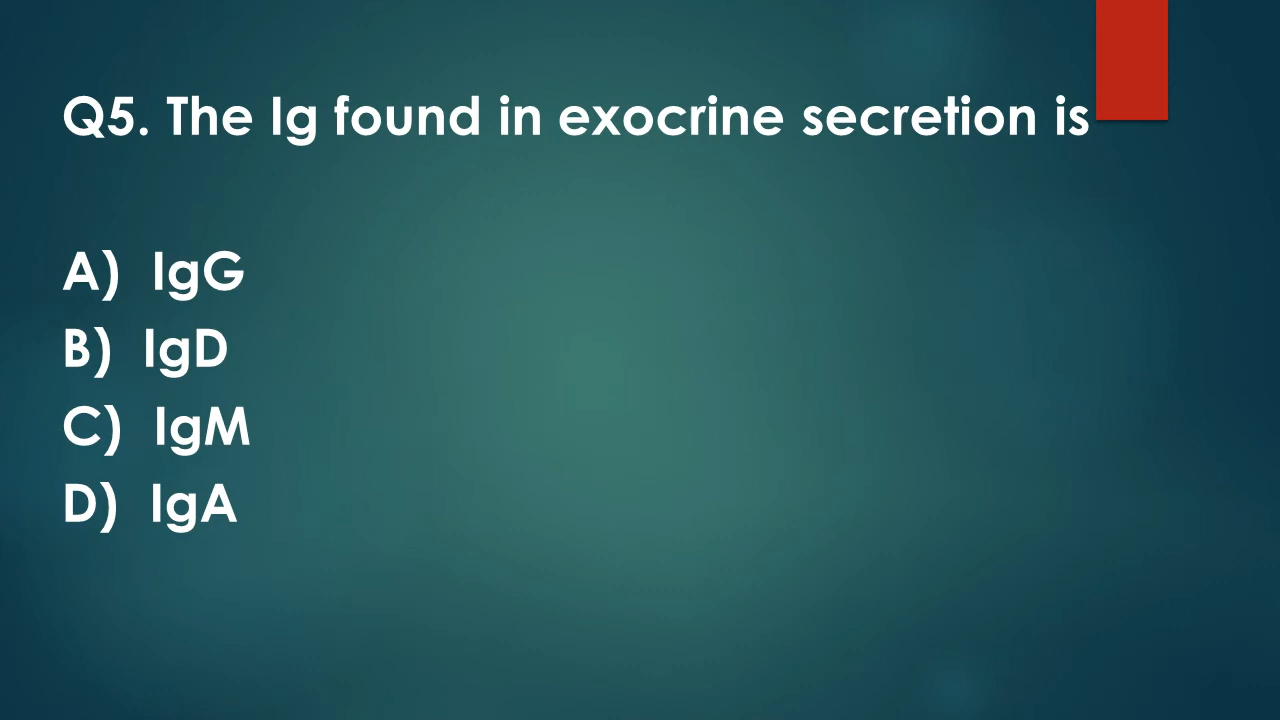 Q5. The Ig found in exocrine secretion is
A) IgG
B) IgD
C) IgM
D) IgA